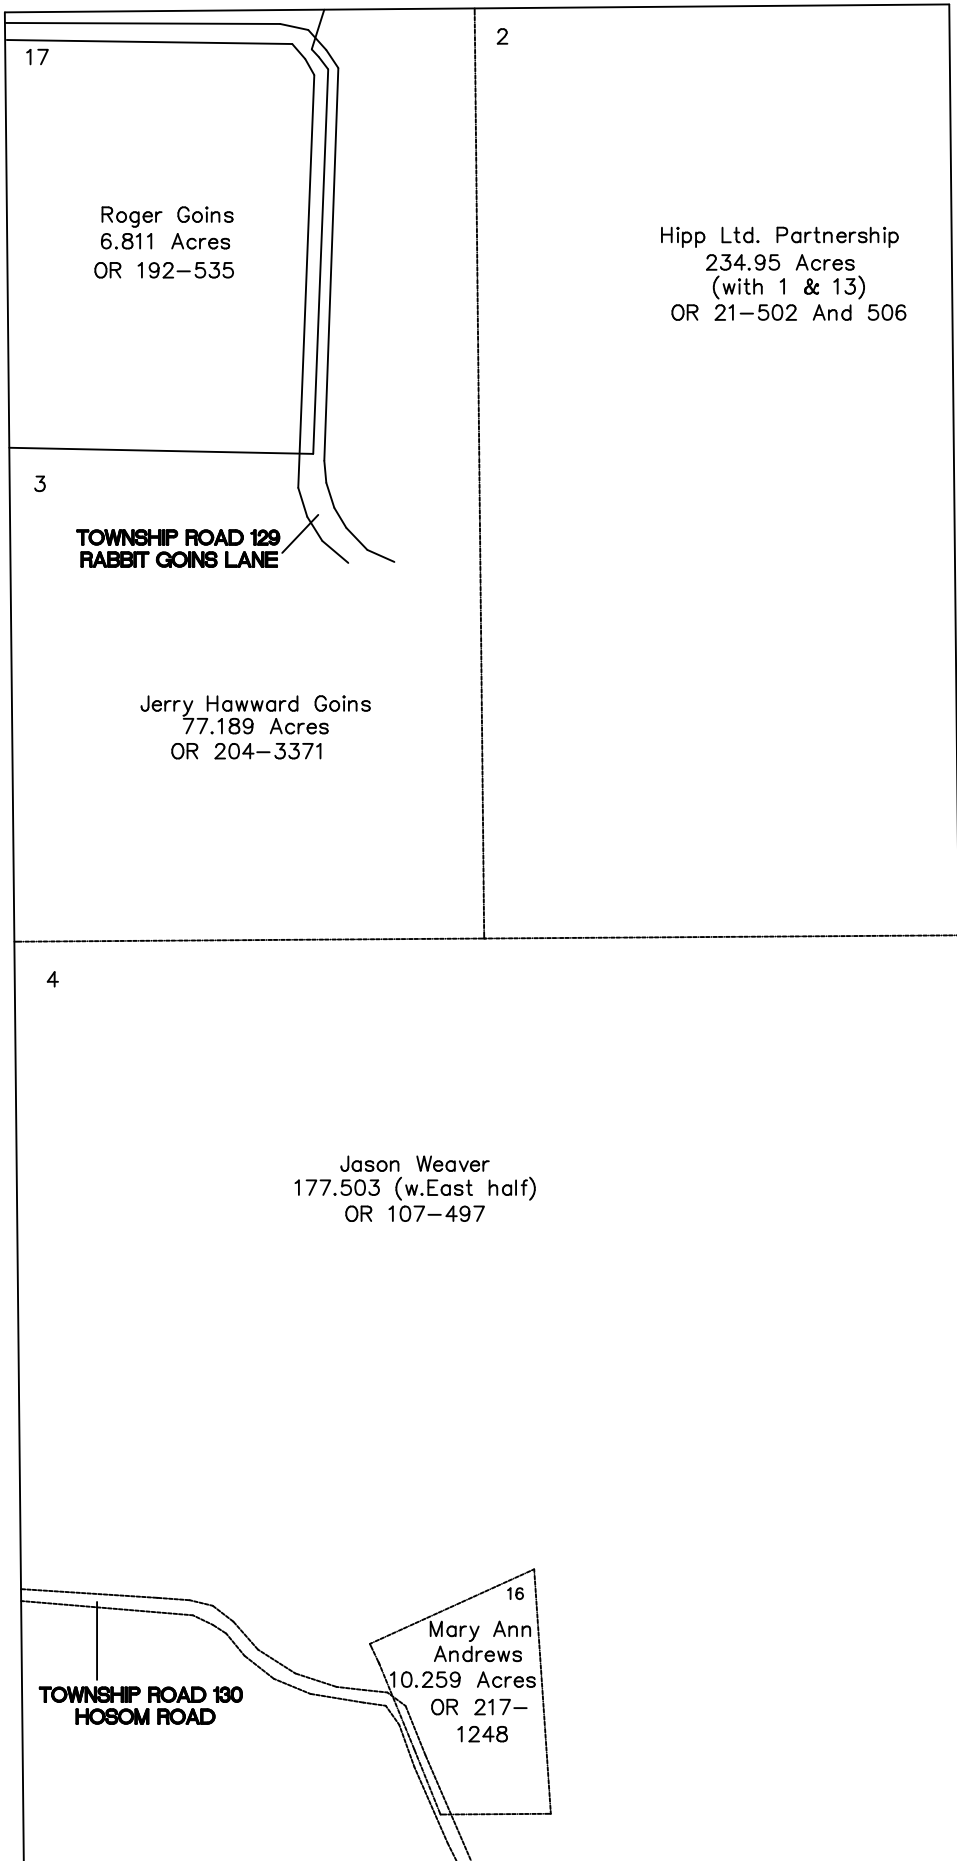 17
2
Roger Goins
6.811 Acres
OR 192-535
Hipp Ltd. Partnership
234.95 Acres
(with 1 & 13)
OR 21-502 And 506
3
TOWNSHIP ROAD 129
RABBIT GOINS LANE
Jerry Hawward Goins
77.189 Acres
OR 204-3371
4
Jason Weaver
177.503 (w.East half)
OR 107-497
16
Mary Ann
Andrews
10.259 Acres
OR 217-
1248
TOWNSHIP ROAD 130
HOSOM ROAD